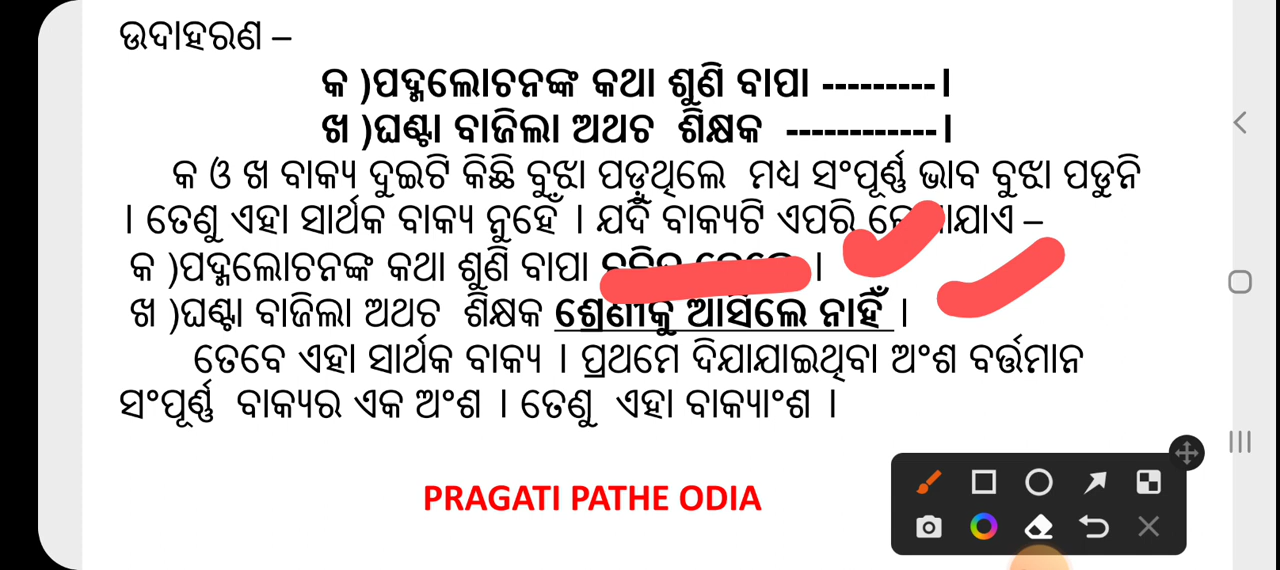 ଉଦାହରଣ –
କ )ପଦ୍ମଲୋଚନଙ୍କ କଥା ଶୁଣି ବାପା ---------।
ଖ )ଘଣ୍ଟା ବାଜିଲା ଅଥଚ ଶିକ୍ଷକ ------------।
କ ଓ ଖ ବାକ୍ୟ ଦୁଇଟି କିଛି ବୁଝା ପଡୁଥିଲେ ମଧ୍ୟ ସଂପୂର୍ଣ୍ଣ ଭାବ ବୁଝା ପଡୁନି
। ତେଣୁ ଏହା ସାର୍ଥକ ବାକ୍ୟ ନୁହେଁ । ଯଦି ବାକ୍ୟଟି ଏପରି –
କ )ପଦ୍ମଲୋଚନଙ୍କ କଥା ଶୁଣି ବାପା ।
ଖ )ଘଣ୍ଟା ବାଜିଲା ଅଥଚ ଶିକ୍ଷକ ଶ୍ରେଣୀକୁ ଆସିଲେ ନାହିଁ ।
ତେବେ ଏହା ସାର୍ଥକ ବାକ୍ୟ । ପ୍ରଥମେ ଦିଯାଯାଇଥିବା ଅଂଶ ବର୍ତ୍ତମାନ
ସଂପୂର୍ଣ୍ଣ ବାକ୍ୟର ଏକ ଅଂଶ । ତେଣୁ ଏହା ବାକ୍ୟାଂଶ ।
PRAGATI PATHE ODIA